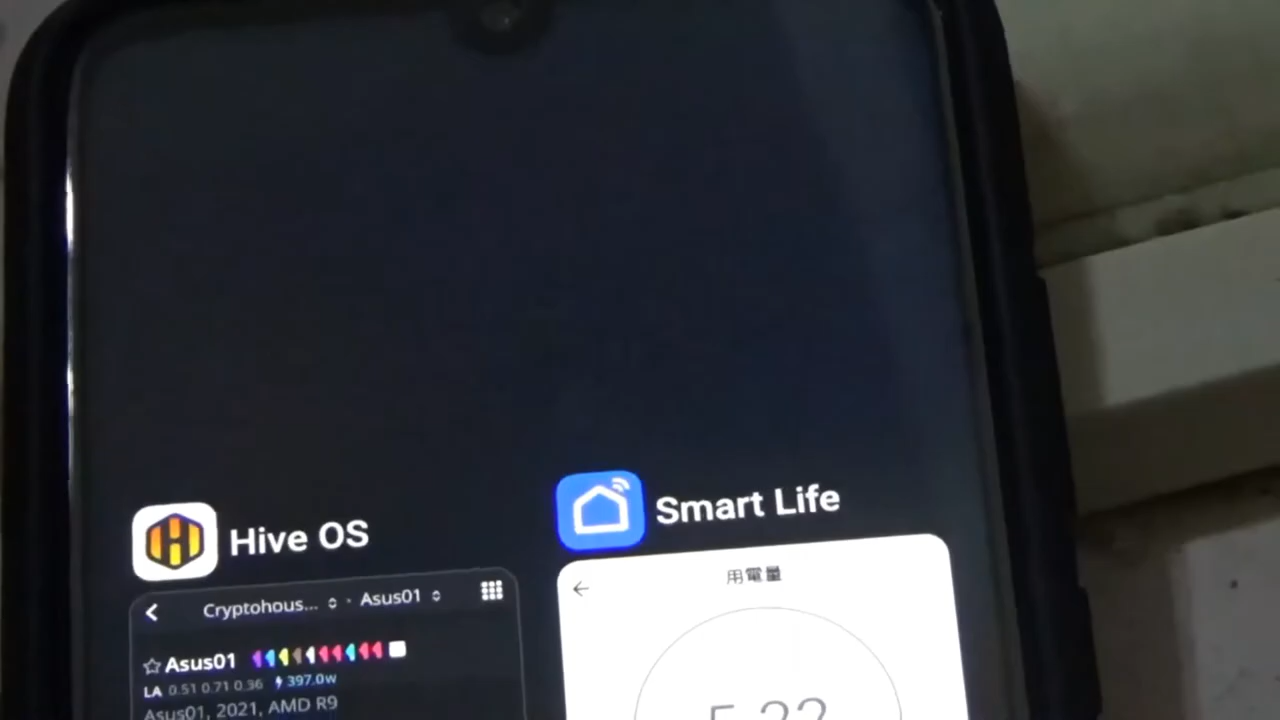 Hive OS
Smart Life
Cryptohous... · Asus01
Asus01
LA 0.51 0.71 0.36 397.0w
Asus01, 2021, AMD R9
用電量